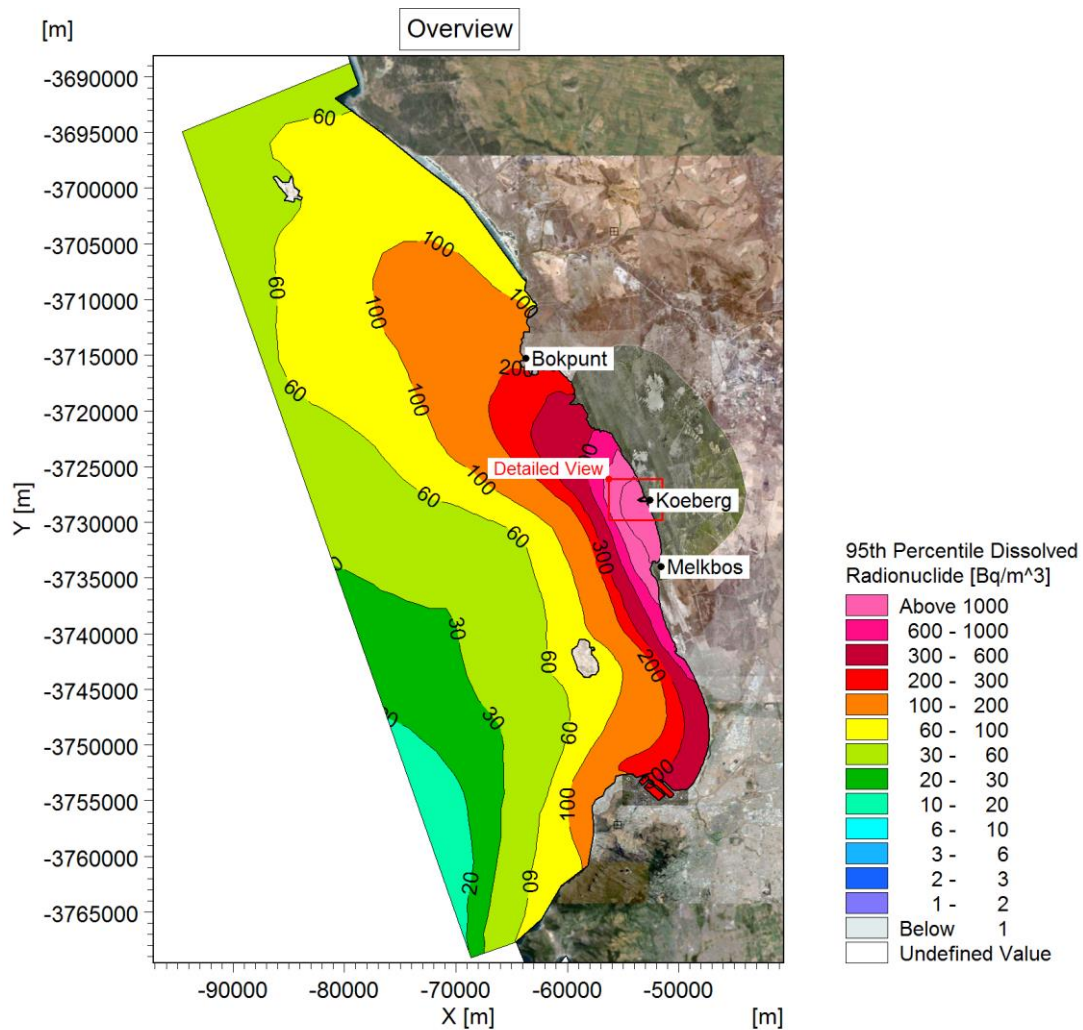 Overview
[m]
-3690000
-3695000
-3700000
-3705000
-3710000
-3715000
-3720000
-3725000
-3730000
-3735000
-3740000
-3745000
-3750000
-3755000
-3760000
-3765000
Y [m]
60
60
100
100
100
100
Bokpunt
200
60
Detailed View
100
60
Koeberg
60
300
Melkbos
30
60
200
30
60
100
20
60
-90000
-80000
-70000
-60000
-50000
X [m]
[m]
95th Percentile Dissolved
Radionuclide [Bq/m^3]
Above 1000
600 - 1000
300 - 600
200 - 300
100 - 200
60 - 100
30 - 60
20 - 30
10 - 20
6 - 10
3 - 6
2 - 3
1 - 2
Below 1
Undefined Value